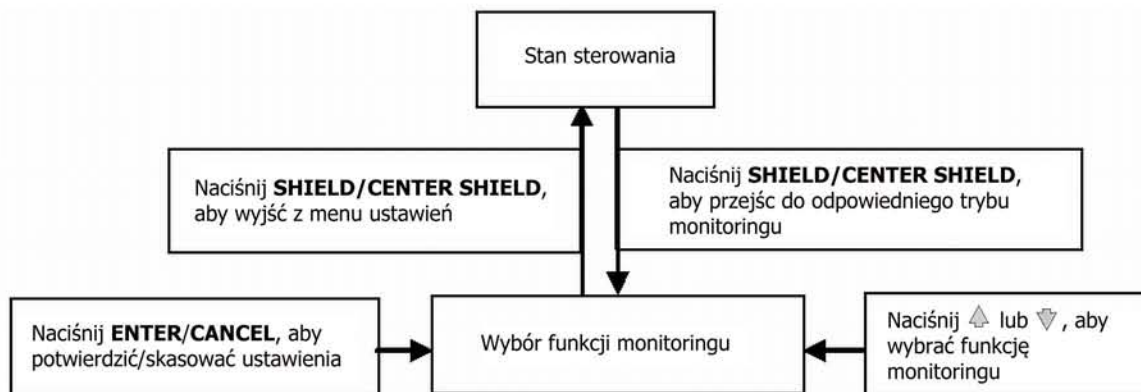 Stan sterowania
Naciśnij SHIELD/CENTER SHIELD,
aby wyjść z menu ustawień
Naciśnij SHIELD/CENTER SHIELD,
aby przejśc do odpowiedniego trybu
monitoringu
Naciśnij ENTER/CANCEL, aby
potwierdzić/skasować ustawienia
Wybór funkcji monitoringu
Naciśnij lub , aby
wybrać funkcję
monitoringu